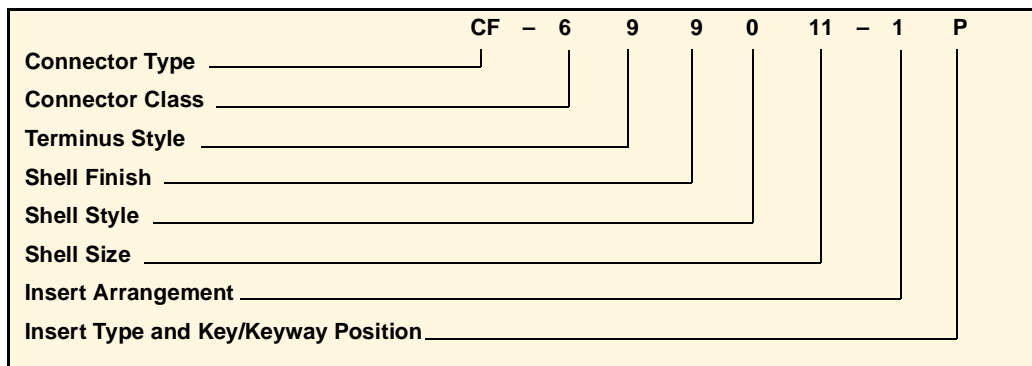 CF – 6 9 9 0 11 – 1 P
Connector Type
Connector Class
Terminus Style
Shell Finish
Shell Style
Shell Size
Insert Arrangement
Insert Type and Key/Keyway Position